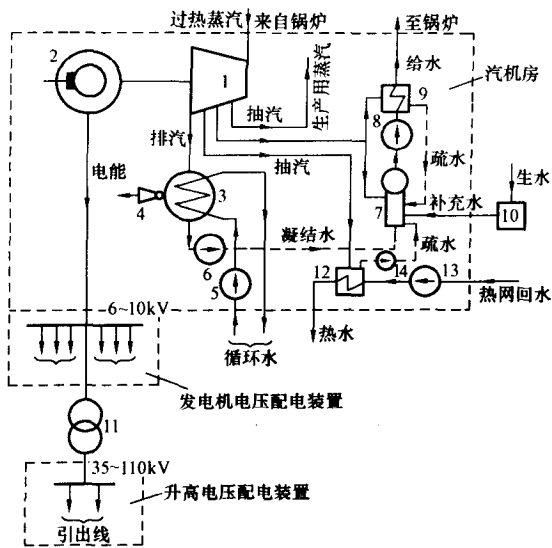 过热蒸汽 来自锅炉
至锅炉
给水
汽机房
2
1
9
抽汽
生产用蒸汽
8
排汽
抽汽
疏水
电能
生水
3
4
7
补充水
10
凝结水
疏水
6
5
12
14
13
热网回水
热水
6~10kV
循环水
发电机电压配电装置
11
35~110kV
升高电压配电装置
引出线